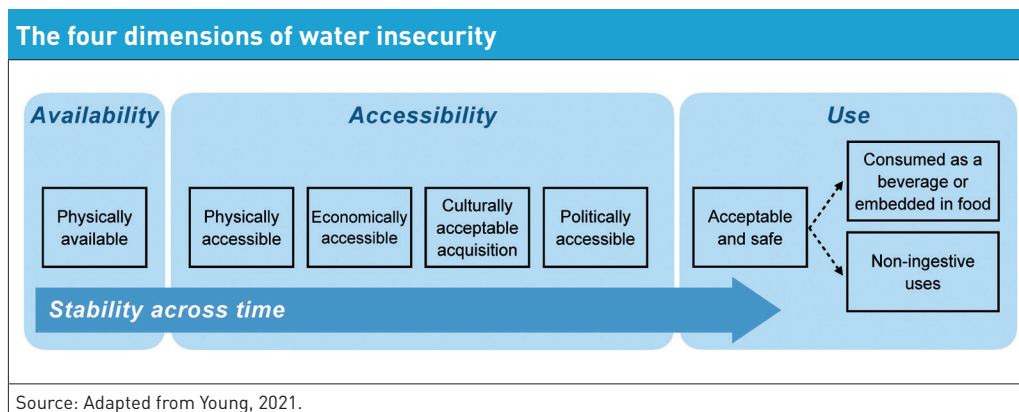 The four dimensions of water insecurity
Availability
Accessibility
Use
Physically
available
Physically
accessible
Economically
accessible
Culturally
acceptable
acquisition
Politically
accessible
Acceptable
and safe
Consumed as a
beverage or
embedded in food
Non-ingestive
uses
Stability across time
Source: Adapted from Young, 2021.